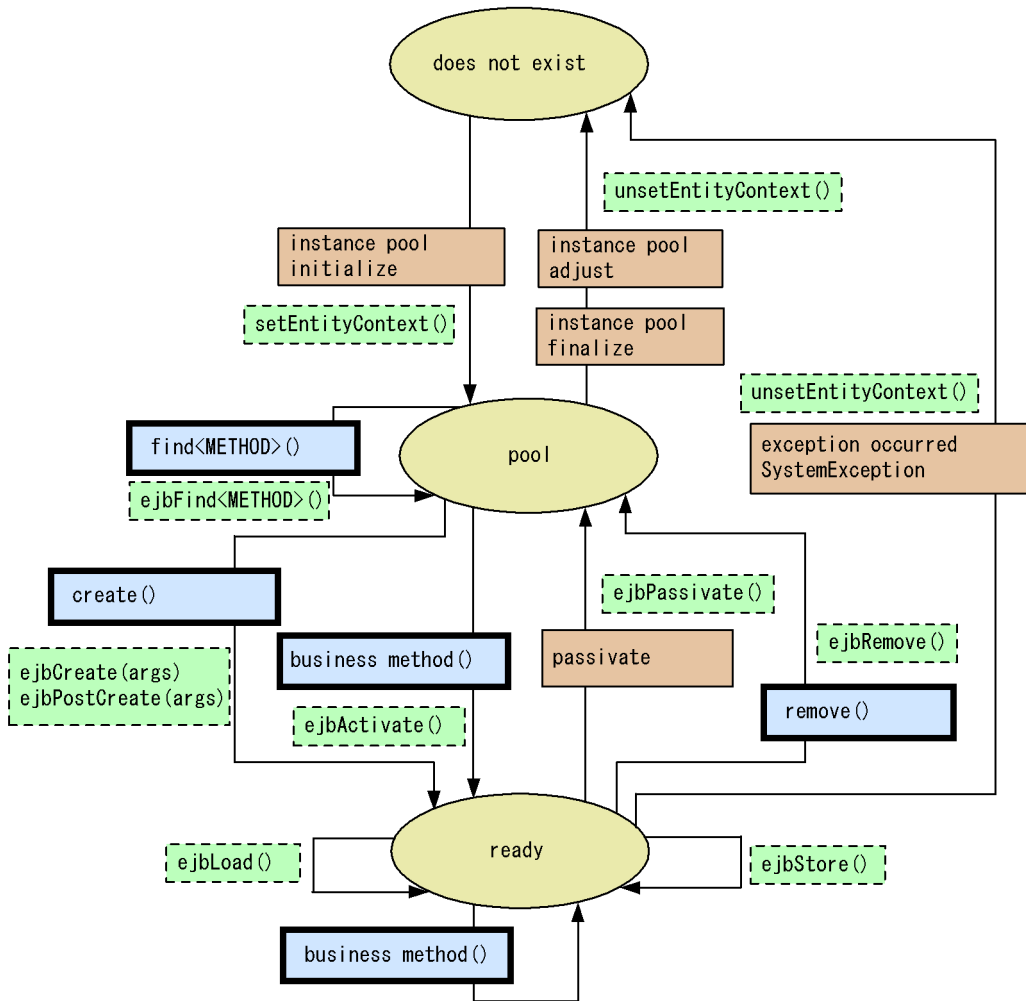 does not exist
unsetEntityContext()
instance pool
initialize
instance pool
adjust
setEntityContext()
instance pool
finalize
unsetEntityContext()
find<METHOD>()
pool
exception occurred
SystemException
ejbFind<METHOD>()
create()
ejbPassivate()
business method()
passivate
ejbRemove()
ejbCreate(args)
ejbPostCreate(args)
ejbActivate()
remove()
ejbLoad()
ready
ejbStore()
business method()